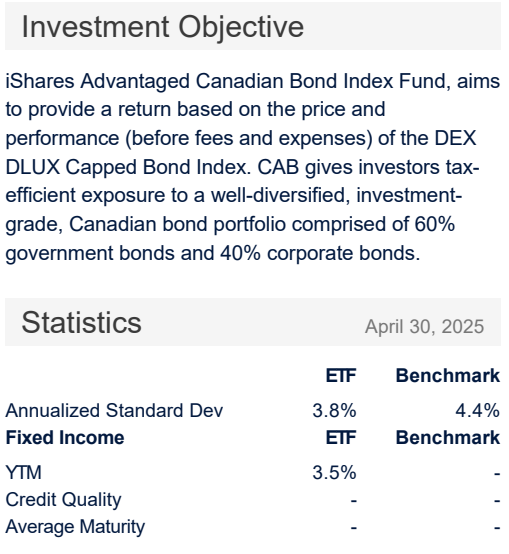 Investment Objective
iShares Advantaged Canadian Bond Index Fund, aims
to provide a return based on the price and
performance (before fees and expenses) of the DEX
DLUX Capped Bond Index. CAB gives investors tax-
efficient exposure to a well-diversified, investment-
grade, Canadian bond portfolio comprised of 60%
government bonds and 40% corporate bonds.
Statistics April 30, 2025
ETF Benchmark
Annualized Standard Dev 3.8% 4.4%
Fixed Income ETF Benchmark
YTM 3.5% -
Credit Quality - -
Average Maturity - -